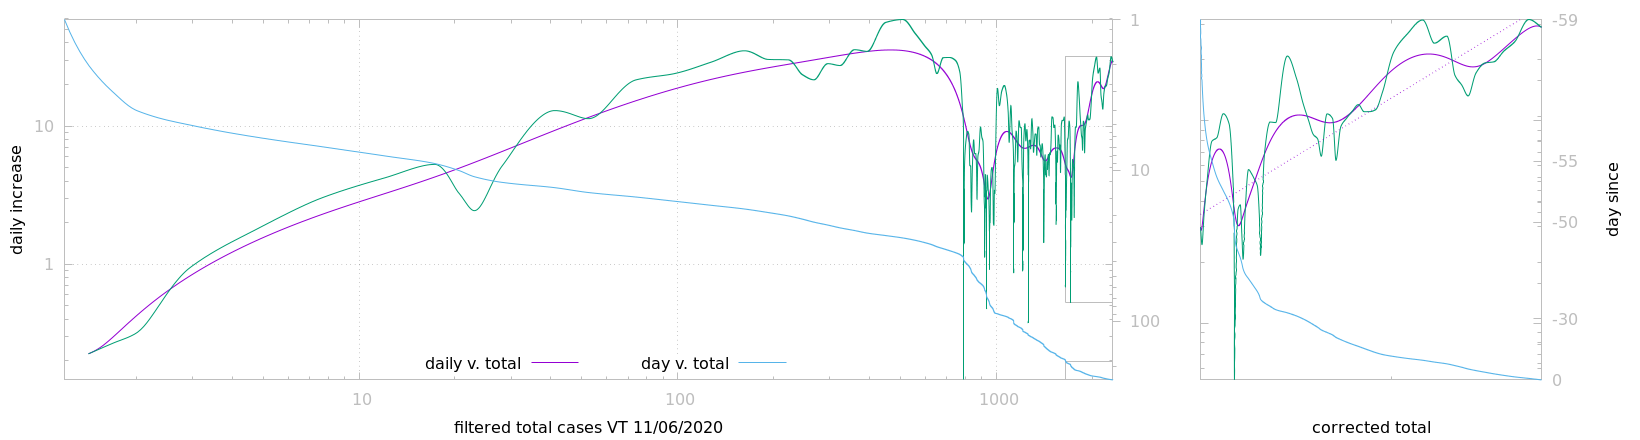 1
-59
10
-55
10
-50
daily increase
day since
1
100
-30
daily v. total
day v. total
0
10
100
1000
filtered total cases VT 11/06/2020
corrected total